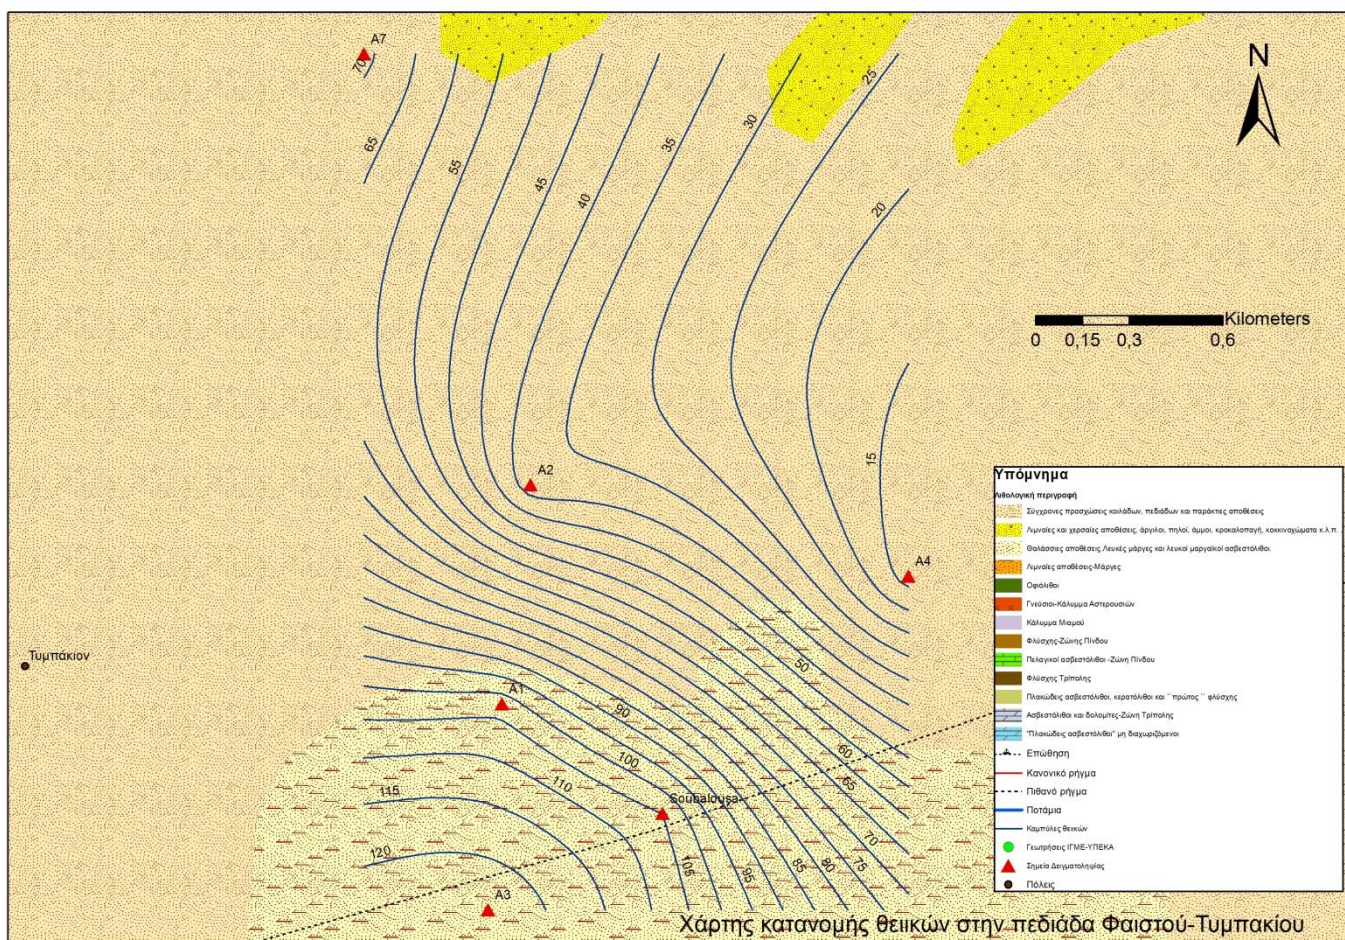 A7
N
70
25
30
65
35
55
45
40
20
Kilometers
0 0,15 0,3 0,6
15
A2
A4
Υπόμνημα
Λιθολογική περιγραφή
Σύγχρονες προσχώσεις κοιλάδων, πεδιάδων και παράκτιες αποθέσεις
Λιμναίες και χερσαίες αποθέσεις, άργιλοι, πηλοί, άμμοι, κροκαλοπαγή, κοκκινοχώματα κ.λ.π..
Θαλάσσιες αποθέσεις.Λευκές μάργες και λευκοί μαργαϊκοί ασβεστόλιθοι.
Λιμναίες αποθέσεις-Μάργες
Οφιόλιθοι
Γνεύσιοι-Κάλυμμα Αστερουσιών
Κάλυμμα Μιαμού
Φλύσχης-Ζώνης Πίνδου
Πελαγικοί ασβεστόλιθοι -Ζώνη Πίνδου
Φλύσχης Τρίπολης
Πλακώδεις ασβεστόλιθοι, κερατόλιθοι και ``πρώτος`` φλύσχης
Ασβεστόλιθοι και δολομίτες-Ζώνη Τρίπολης
"Πλακώδεις ασβεστόλιθοι" μη διαχωριζόμενοι
Επώθηση
Κανονικό ρήγμα
Πιθανό ρήγμα
Ποτάμια
Καμπύλες θειικών
Γεωτρήσεις ΙΓΜΕ-ΥΠΕΚΑ
Σημεία Δειγματοληψίας
Πόλεις
Τυμπάκιον
50
A1
90
60
100
110
65
115
Soubalousa
70
120
105
95
85
80
75
A3
Χάρτης κατανομής θειικών στην πεδιάδα Φαιστού-Τυμπακίου